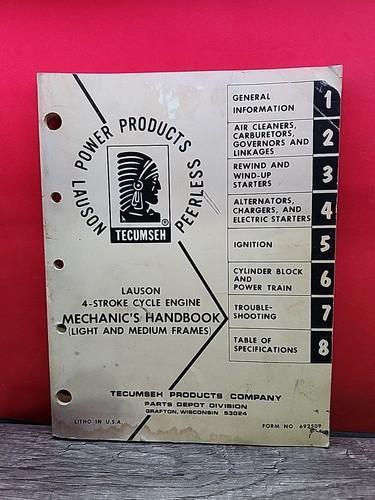 LAUSON POWER PRODUCTS PEERLESS
®
TECUMSEH
LAUSON
4-STROKE CYCLE ENGINE
MECHANIC'S HANDBOOK
(LIGHT AND MEDIUM FRAMES)
GENERAL
INFORMATION
1
AIR CLEANERS,
CARBURETORS,
GOVERNORS AND
LINKAGES
2
REWIND AND
WIND-UP
STARTERS
3
ALTERNATORS,
CHARGERS, AND
ELECTRIC STARTERS
4
IGNITION
5
CYLINDER BLOCK
AND
POWER TRAIN
6
TROUBLE-
SHOOTING
7
TABLE OF
SPECIFICATIONS
8
TECUMSEH PRODUCTS COMPANY
PARTS DEPOT DIVISION
GRAFTON, WISCONSIN 53024
LITHO IN U.S.A.
FORM NO. 692509